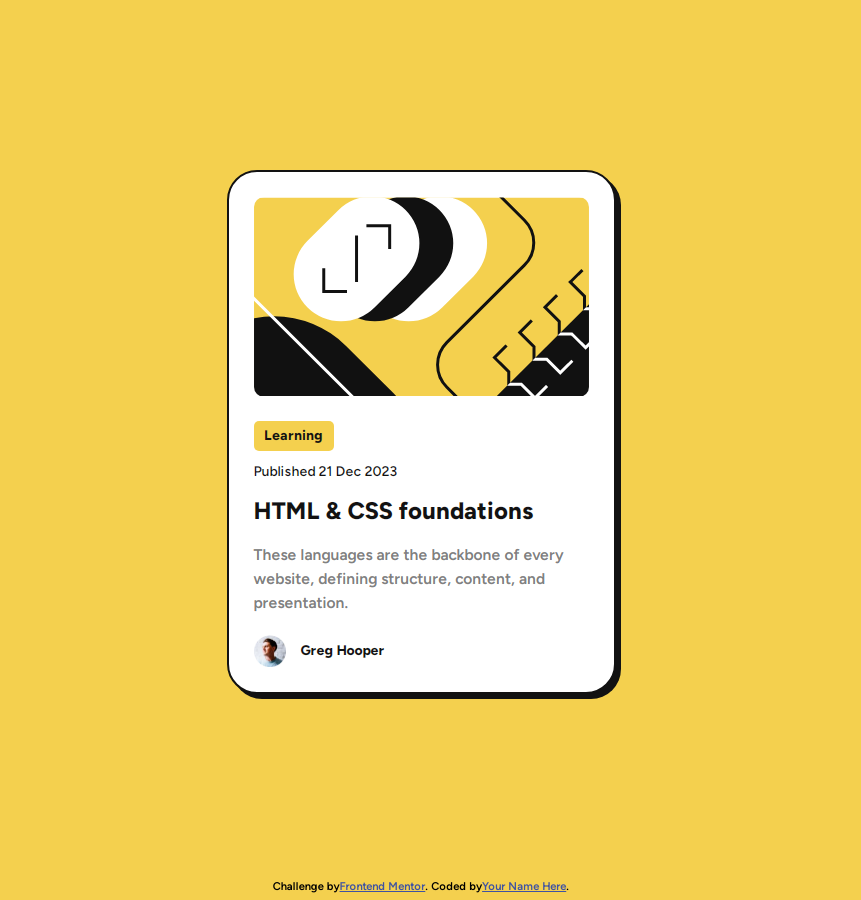 Learning
Published 21 Dec 2023
HTML & CSS foundations
These languages are the backbone of every
website, defining structure, content, and
presentation.
Greg Hooper
Challenge byFrontend Mentor. Coded byYour Name Here.